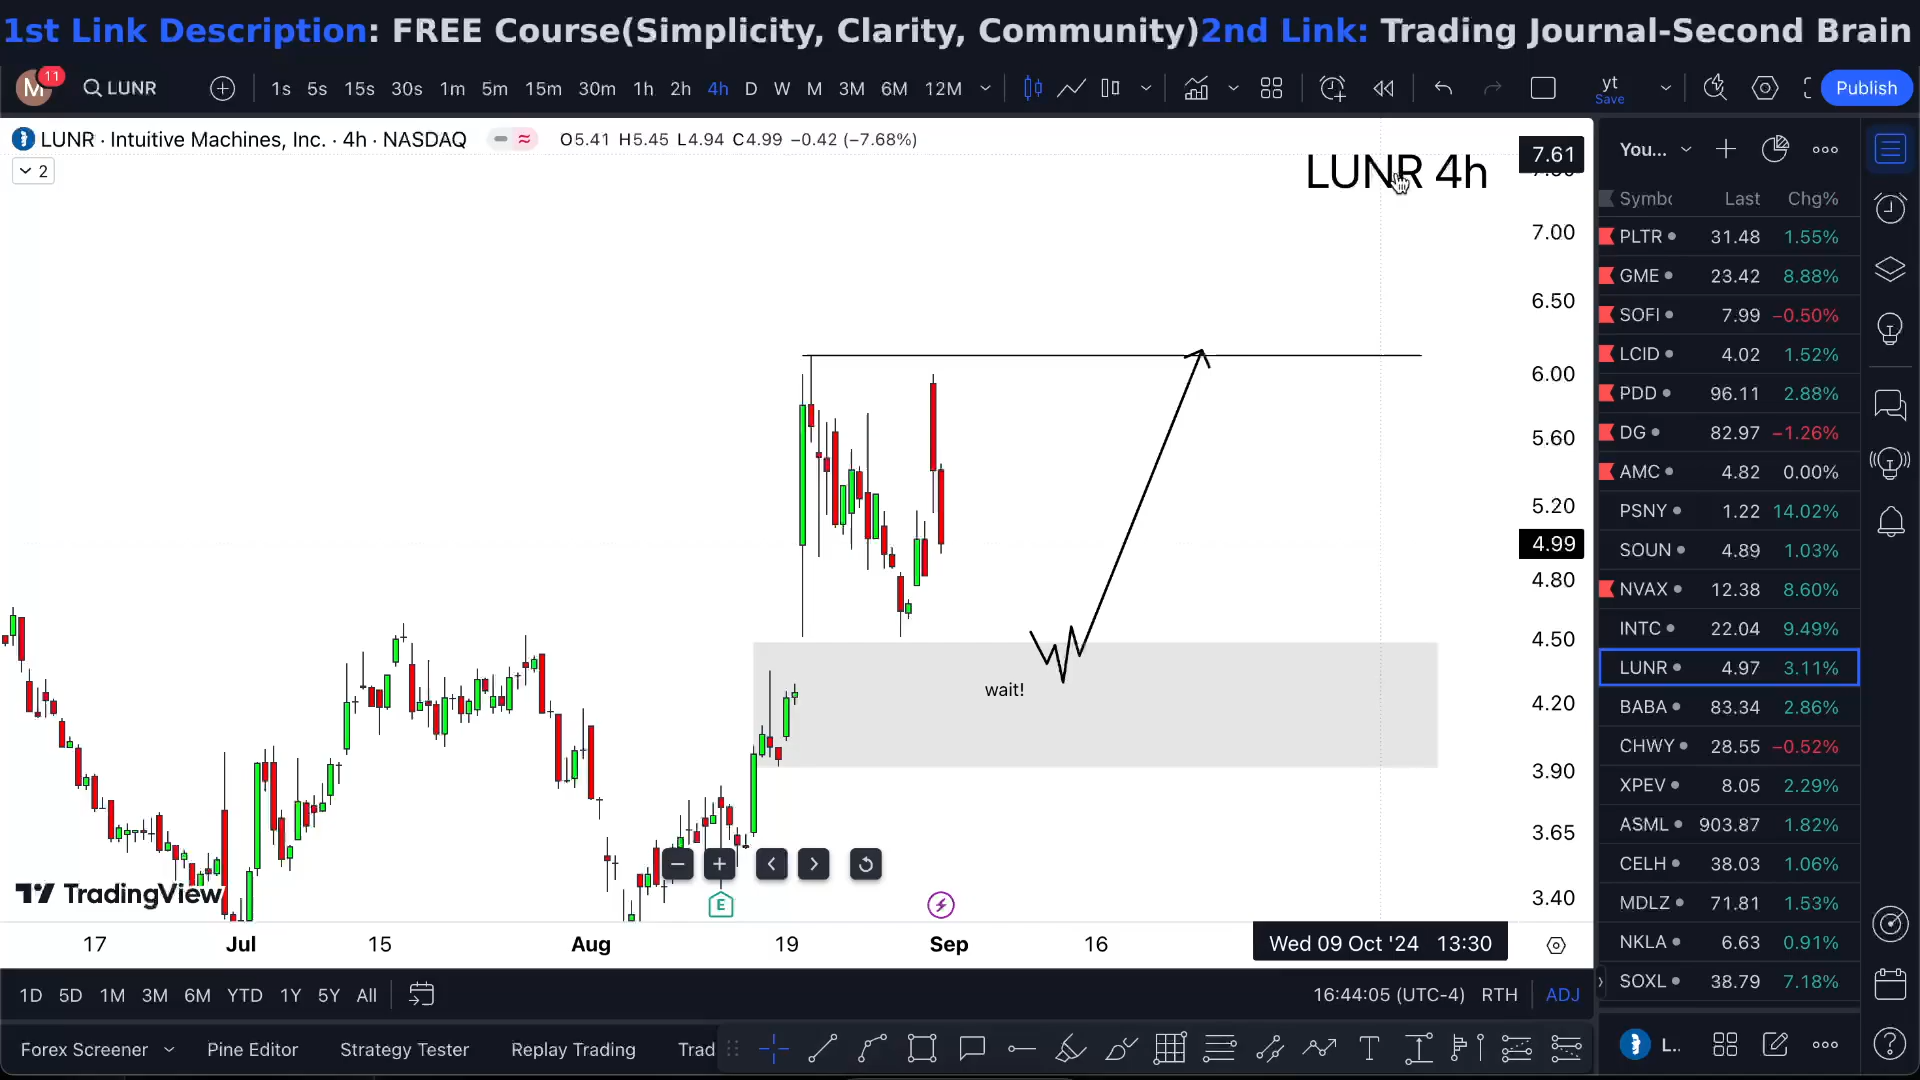 1st Link Description: FREE Course(Simplicity, Clarity, Community)2nd Link: Trading Journal-Second Brain
M 11 LUNR 1s 5s 15s 30s 1m 5m 15m 30m 1h 2h 4h D W M 3M 6M 12M yt Save Publish
LUNR · Intuitive Machines, Inc. · 4h · NASDAQ O5.41 H5.45 L4.94 C4.99 −0.42 (−7.68%)
2
LUNR 4h
7.61
7.00
6.50
6.00
5.60
5.20
4.99
4.80
4.50
4.20
3.90
3.65
3.40
wait!
TradingView
E
17 Jul 15 Aug 19 Sep 16 Wed 09 Oct '24 13:30
1D 5D 1M 3M 6M YTD 1Y 5Y All 16:44:05 (UTC-4) RTH ADJ
Forex Screener Pine Editor Strategy Tester Replay Trading Trad
You...
Symbc Last Chg%
PLTR 31.48 1.55%
GME 23.42 8.88%
SOFI 7.99 −0.50%
LCID 4.02 1.52%
PDD 96.11 2.88%
DG 82.97 −1.26%
AMC 4.82 0.00%
PSNY 1.22 14.02%
SOUN 4.89 1.03%
NVAX 12.38 8.60%
INTC 22.04 9.49%
LUNR 4.97 3.11%
BABA 83.34 2.86%
CHWY 28.55 −0.52%
XPEV 8.05 2.29%
ASML 903.87 1.82%
CELH 38.03 1.06%
MDLZ 71.81 1.53%
NKLA 6.63 0.91%
SOXL 38.79 7.18%
L..